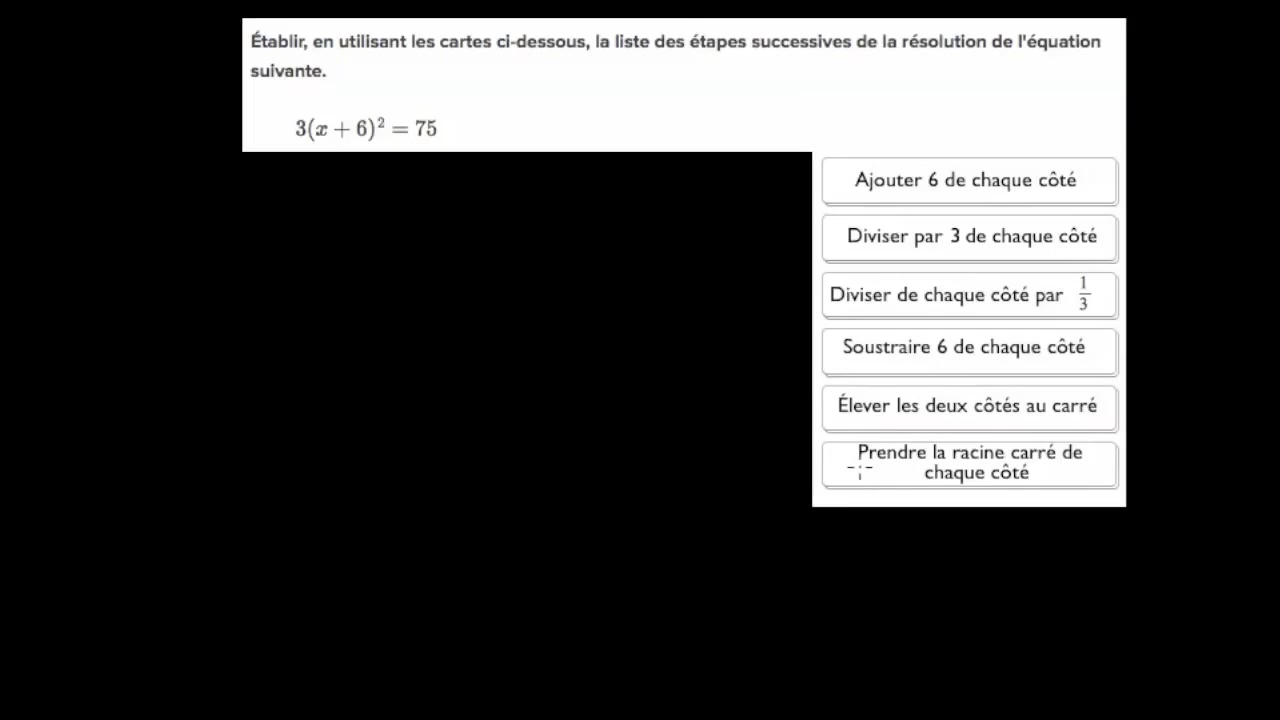 Établir, en utilisant les cartes ci-dessous, la liste des étapes successives de la résolution de l'équation
suivante.
3(x + 6)² = 75
Ajouter 6 de chaque côté
Diviser par 3 de chaque côté
Diviser de chaque côté par 1/3
Soustraire 6 de chaque côté
Élever les deux côtés au carré
Prendre la racine carré de
chaque côté